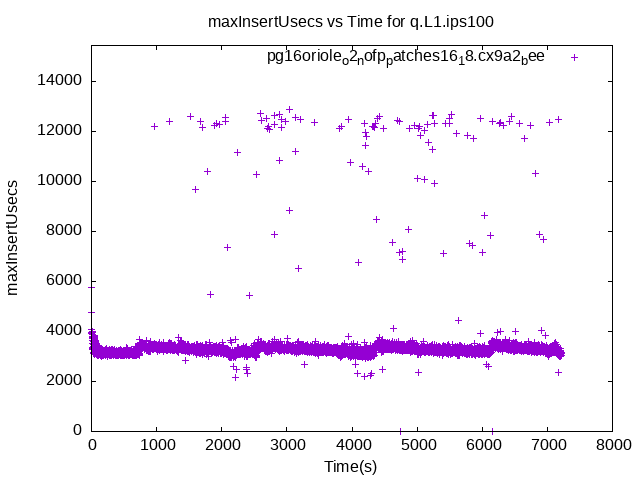 maxInsertUsecs vs Time for q.L1.ips100
pg16oriole_o2_nofp_patches16_18.cx9a2_bee
14000
12000
10000
8000
6000
4000
2000
0
maxInsertUsecs
0 1000 2000 3000 4000 5000 6000 7000 8000
Time(s)